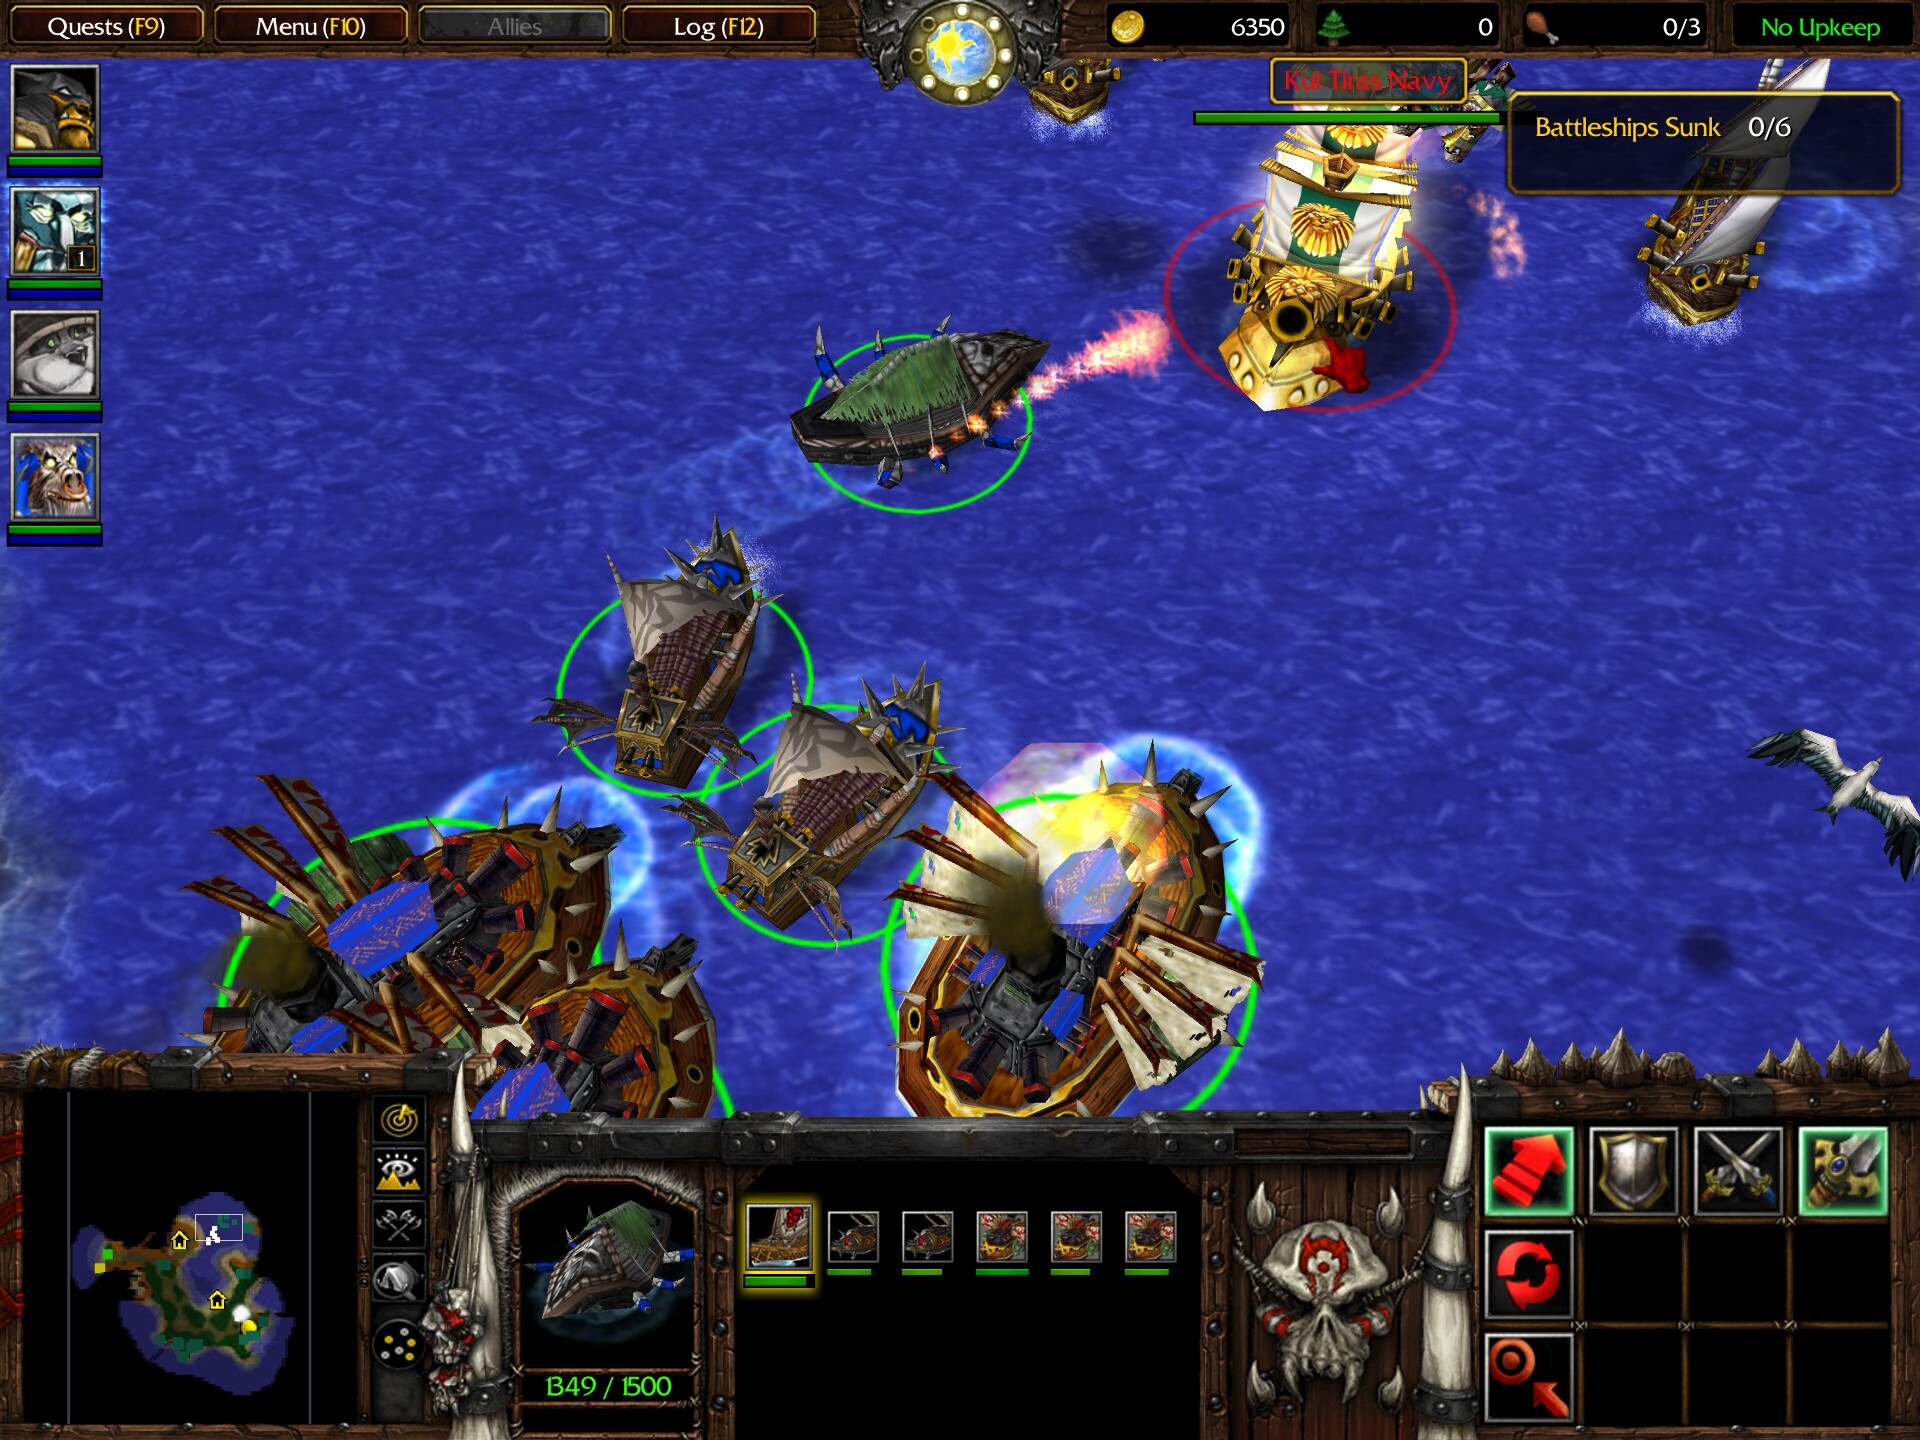 Quests (F9)
Menu (F10)
Allies
Log (F12)
6350
0
0/3
No Upkeep
Kul Tiras Navy
Battleships Sunk 0/6
1
1349 / 1500